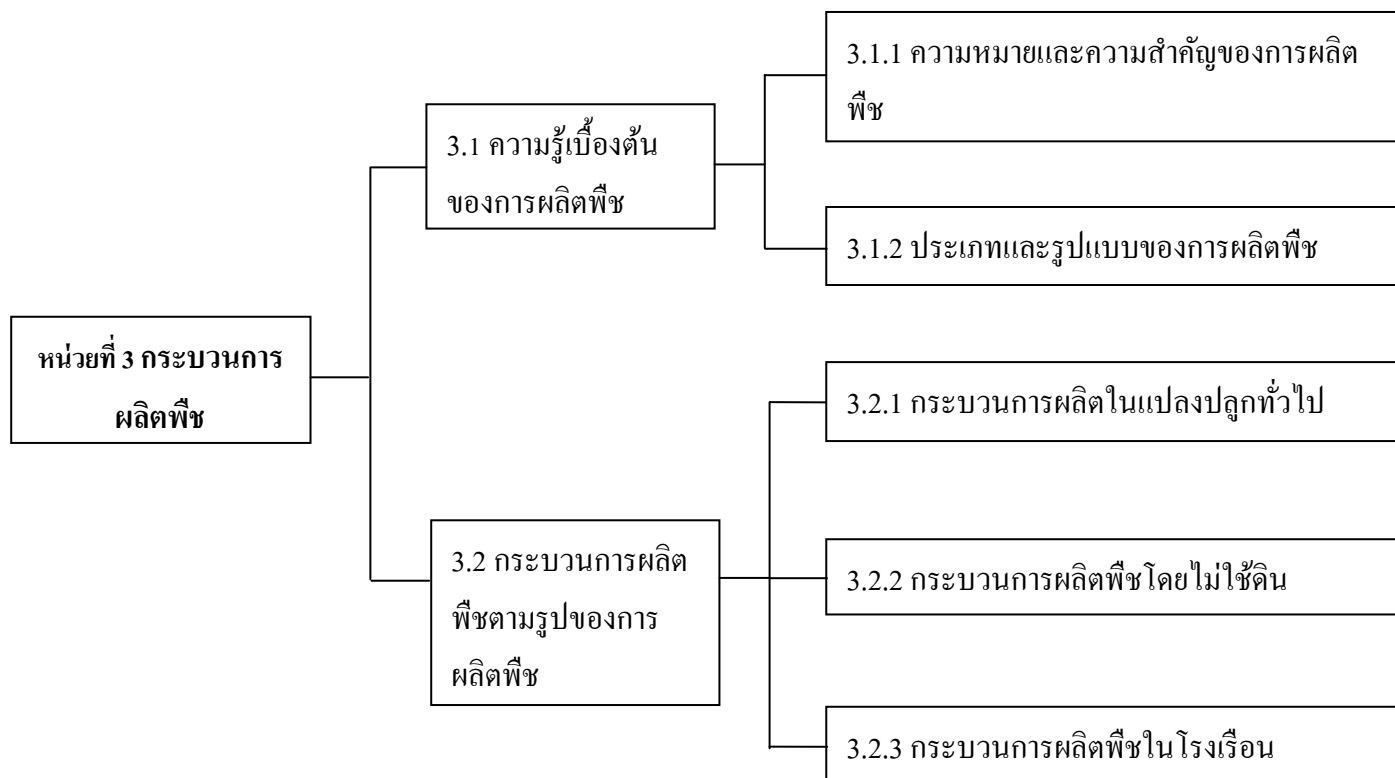 หน่วยที่ 3 กระบวนการ
ผลิตพืช
3.1 ความรู้เบื้องต้น
ของการผลิตพืช
3.1.1 ความหมายและความสำคัญของการผลิต
พืช
3.1.2 ประเภทและรูปแบบของการผลิตพืช
3.2 กระบวนการผลิต
พืชตามรูปของการ
ผลิตพืช
3.2.1 กระบวนการผลิตในแปลงปลูกทั่วไป
3.2.2 กระบวนการผลิตพืชโดยไม่ใช้ดิน
3.2.3 กระบวนการผลิตพืชในโรงเรือน